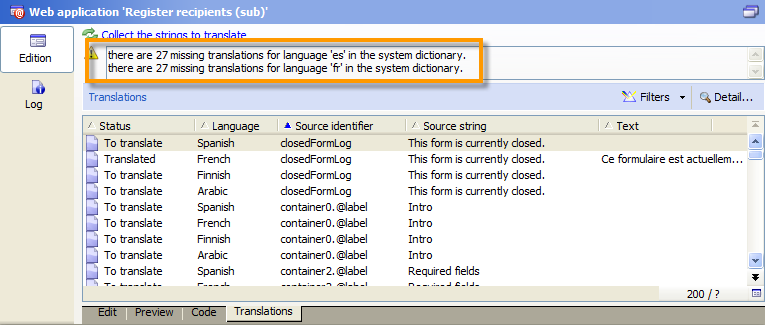 Web application 'Register recipients (sub)'
Edition
Log
Collect the strings to translate
there are 27 missing translations for language 'es' in the system dictionary.
there are 27 missing translations for language 'fr' in the system dictionary.
Translations Filters Detail...
Status Language Source identifier Source string Text
To translate Spanish closedFormLog This form is currently closed.
Translated French closedFormLog This form is currently closed. Ce formulaire est actuellem...
To translate Finnish closedFormLog This form is currently closed.
To translate Arabic closedFormLog This form is currently closed.
To translate Spanish container0.@label Intro
To translate French container0.@label Intro
To translate Finnish container0.@label Intro
To translate Arabic container0.@label Intro
To translate Spanish container2.@label Required fields
To translate French container2.@label Required fields
200 / ?
Edit Preview Code Translations